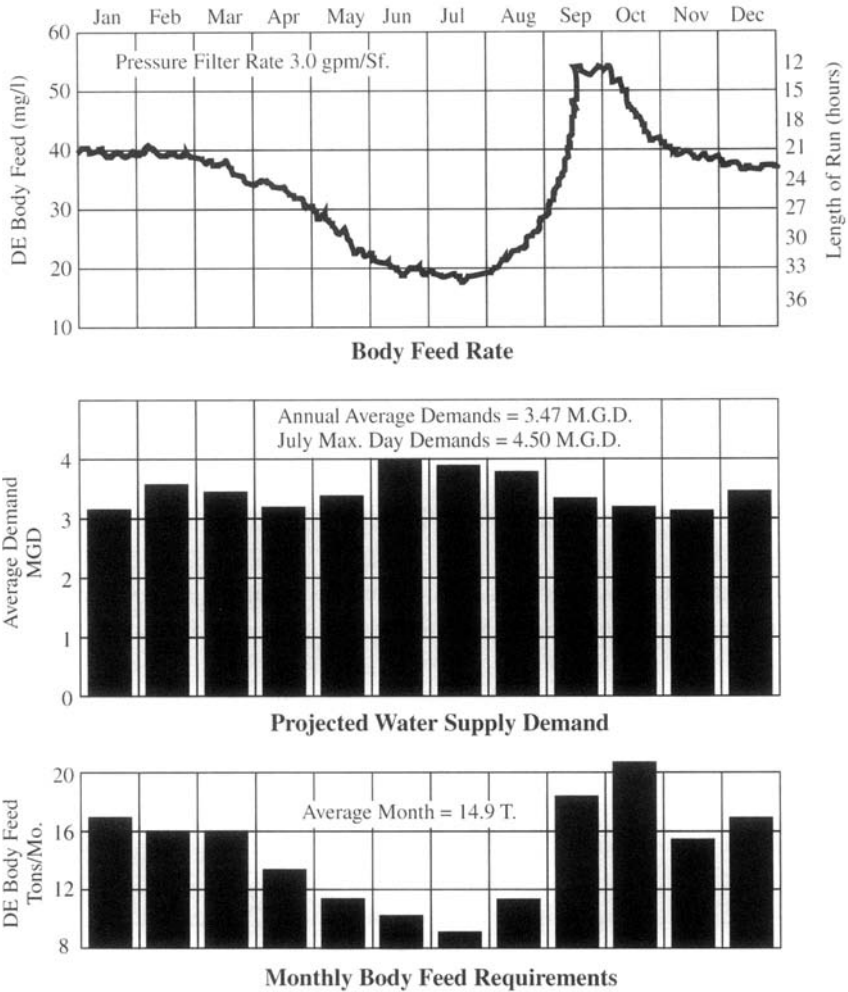 Jan Feb Mar Apr May Jun Jul Aug Sep Oct Nov Dec
Pressure Filter Rate 3.0 gpm/Sf.
DE Body Feed (mg/l)
60
50
40
30
20
10
12
15
18
21
24
27
30
33
36
Length of Run (hours)
Body Feed Rate
Annual Average Demands = 3.47 M.G.D.
July Max. Day Demands = 4.50 M.G.D.
Average Demand
MGD
4
3
2
1
0
Projected Water Supply Demand
Average Month = 14.9 T.
DE Body Feed
Tons/Mo.
20
16
12
8
Monthly Body Feed Requirements